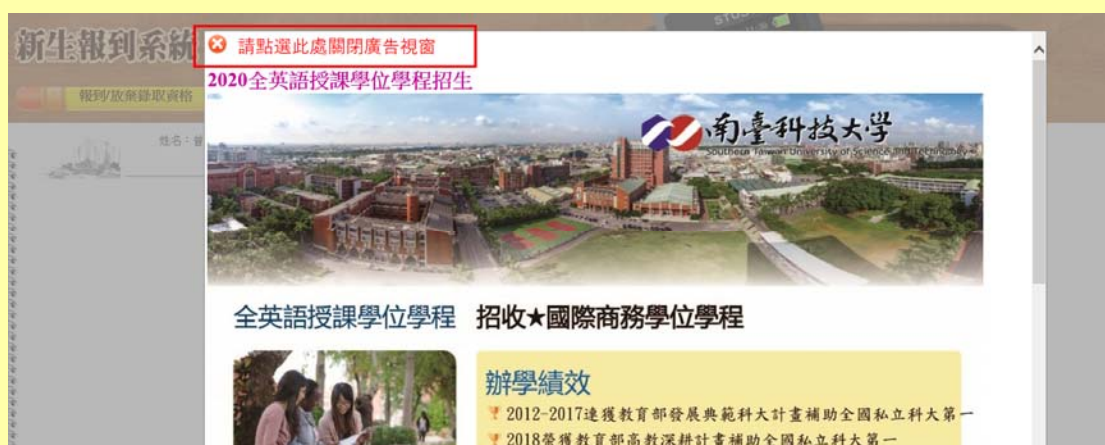 新生報到系統
請點選此處關閉廣告視窗
2020全英語授課學位學程招生
報到/放棄錄取資格
姓名：曾
南臺科技大学
Southern Taiwan University of Science and Technology
全英語授課學位學程 招收★國際商務學位學程
辦學績效
2012-2017連獲教育部發展典範科大計畫補助全國私立科大第一
2018榮獲教育部高教深耕計畫補助全國私立科大第一